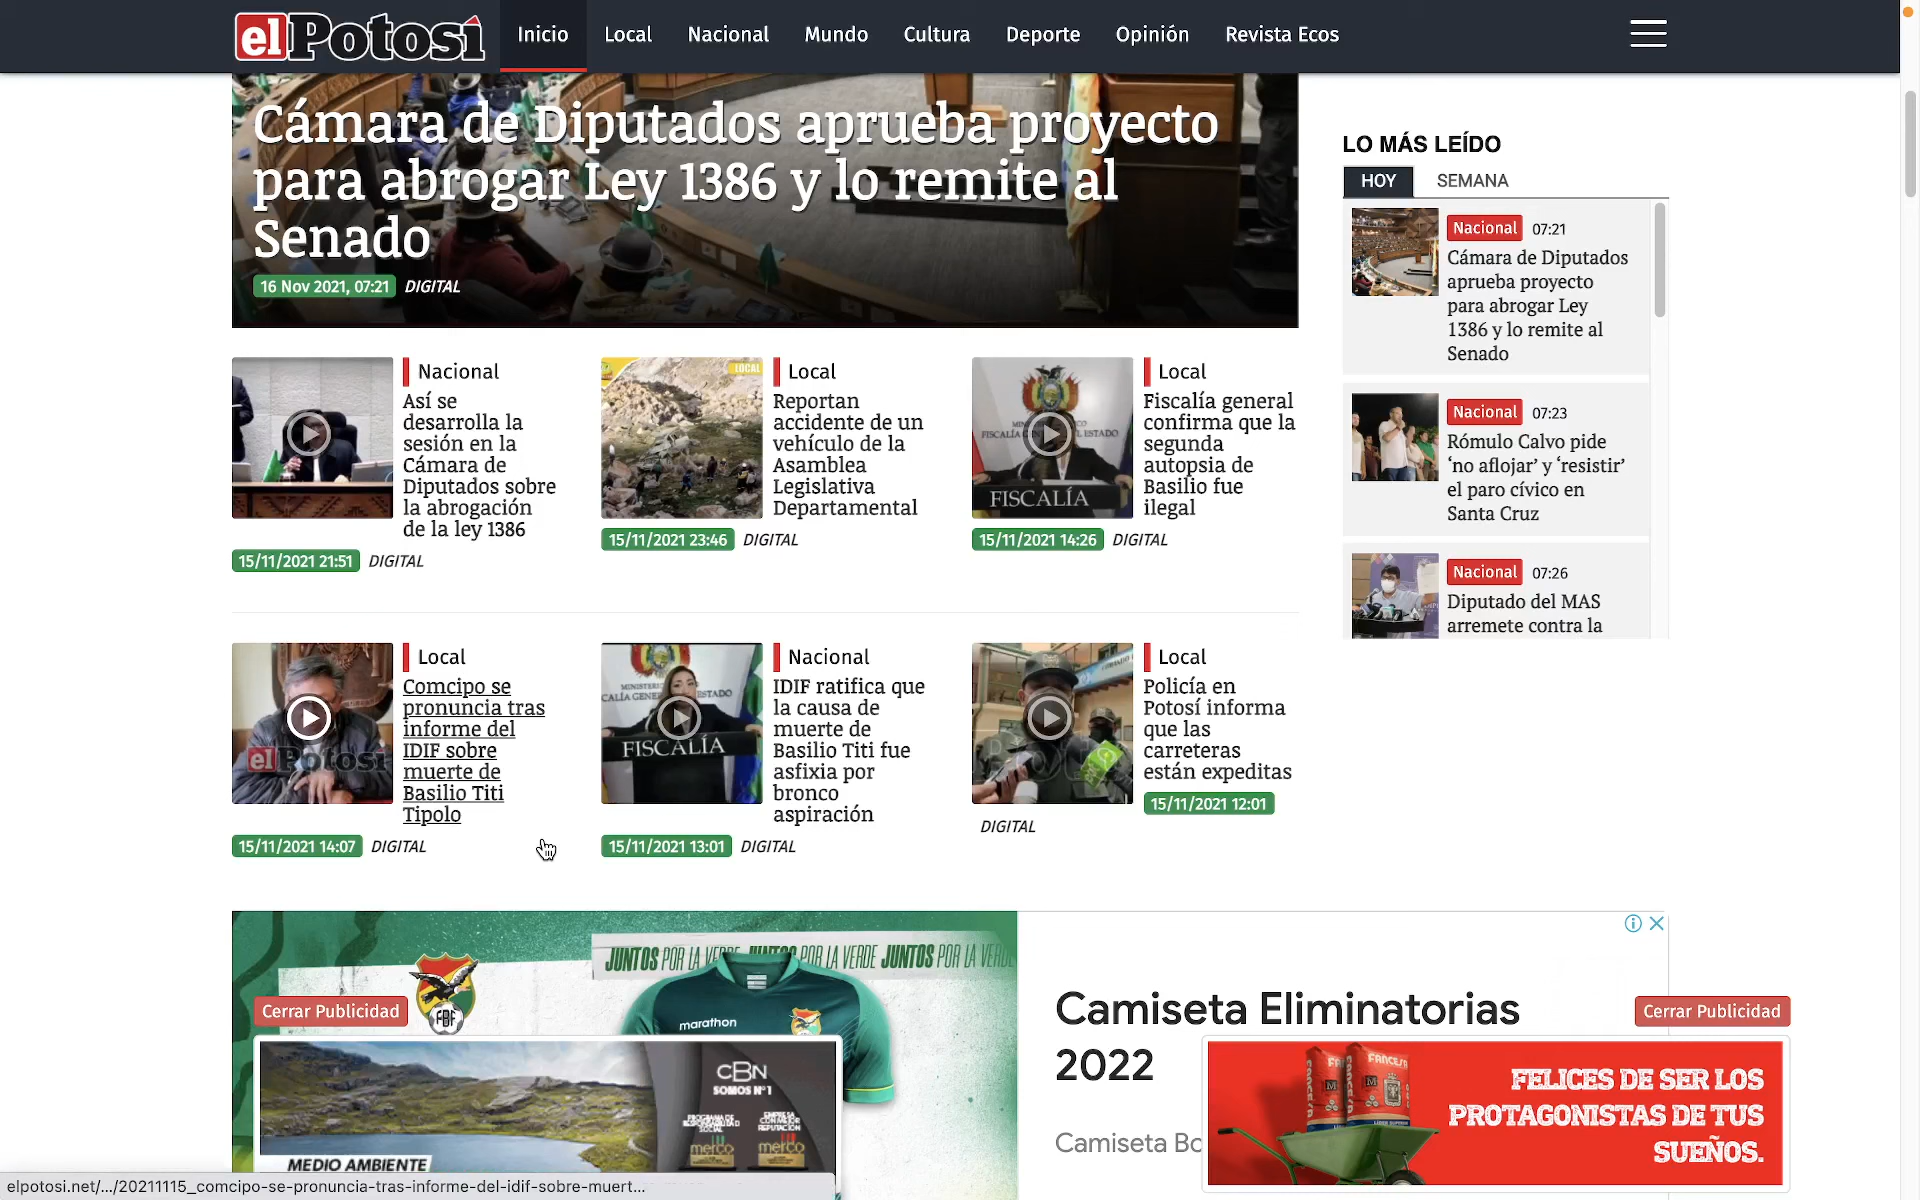 el Potosí
Inicio
Local
Nacional
Mundo
Cultura
Deporte
Opinión
Revista Ecos
Cámara de Diputados aprueba proyecto
para abrogar Ley 1386 y lo remite al
Senado
16 Nov 2021, 07:21 DIGITAL
Nacional
Así se
desarrolla la
sesión en la
Cámara de
Diputados sobre
la abrogación
de la ley 1386
15/11/2021 21:51 DIGITAL
LOCAL
Local
Reportan
accidente de un
vehículo de la
Asamblea
Legislativa
Departamental
15/11/2021 23:46 DIGITAL
FISCALÍA
Local
Fiscalía general
confirma que la
segunda
autopsia de
Basilio fue
ilegal
15/11/2021 14:26 DIGITAL
el Potosí
Local
Comcipo se
pronuncia tras
informe del
IDIF sobre
muerte de
Basilio Titi
Tipolo
15/11/2021 14:07 DIGITAL
FISCALÍA
Nacional
IDIF ratifica que
la causa de
muerte de
Basilio Titi fue
asfixia por
bronco
aspiración
15/11/2021 13:01 DIGITAL
Local
Policía en
Potosí informa
que las
carreteras
están expeditas
15/11/2021 12:01
DIGITAL
LO MÁS LEÍDO
HOY
SEMANA
Nacional 07:21
Cámara de Diputados
aprueba proyecto
para abrogar Ley
1386 y lo remite al
Senado
Nacional 07:23
Rómulo Calvo pide
‘no aflojar’ y ‘resistir’
el paro cívico en
Santa Cruz
Nacional 07:26
Diputado del MAS
arremete contra la
JUNTOS POR LA VERDE JUNTOS POR LA VERDE JUNTOS POR LA VERDE
FBF
marathon
Cerrar Publicidad
CBN
SOMOS Nº1
merco
merco
MEDIO AMBIENTE
Camiseta Eliminatorias
2022
Camiseta Bo
Cerrar Publicidad
FANCESA
FELICES DE SER LOS
PROTAGONISTAS DE TUS
SUEÑOS.
elpotosi.net/.../20211115_comcipo-se-pronuncia-tras-informe-del-idif-sobre-muert...